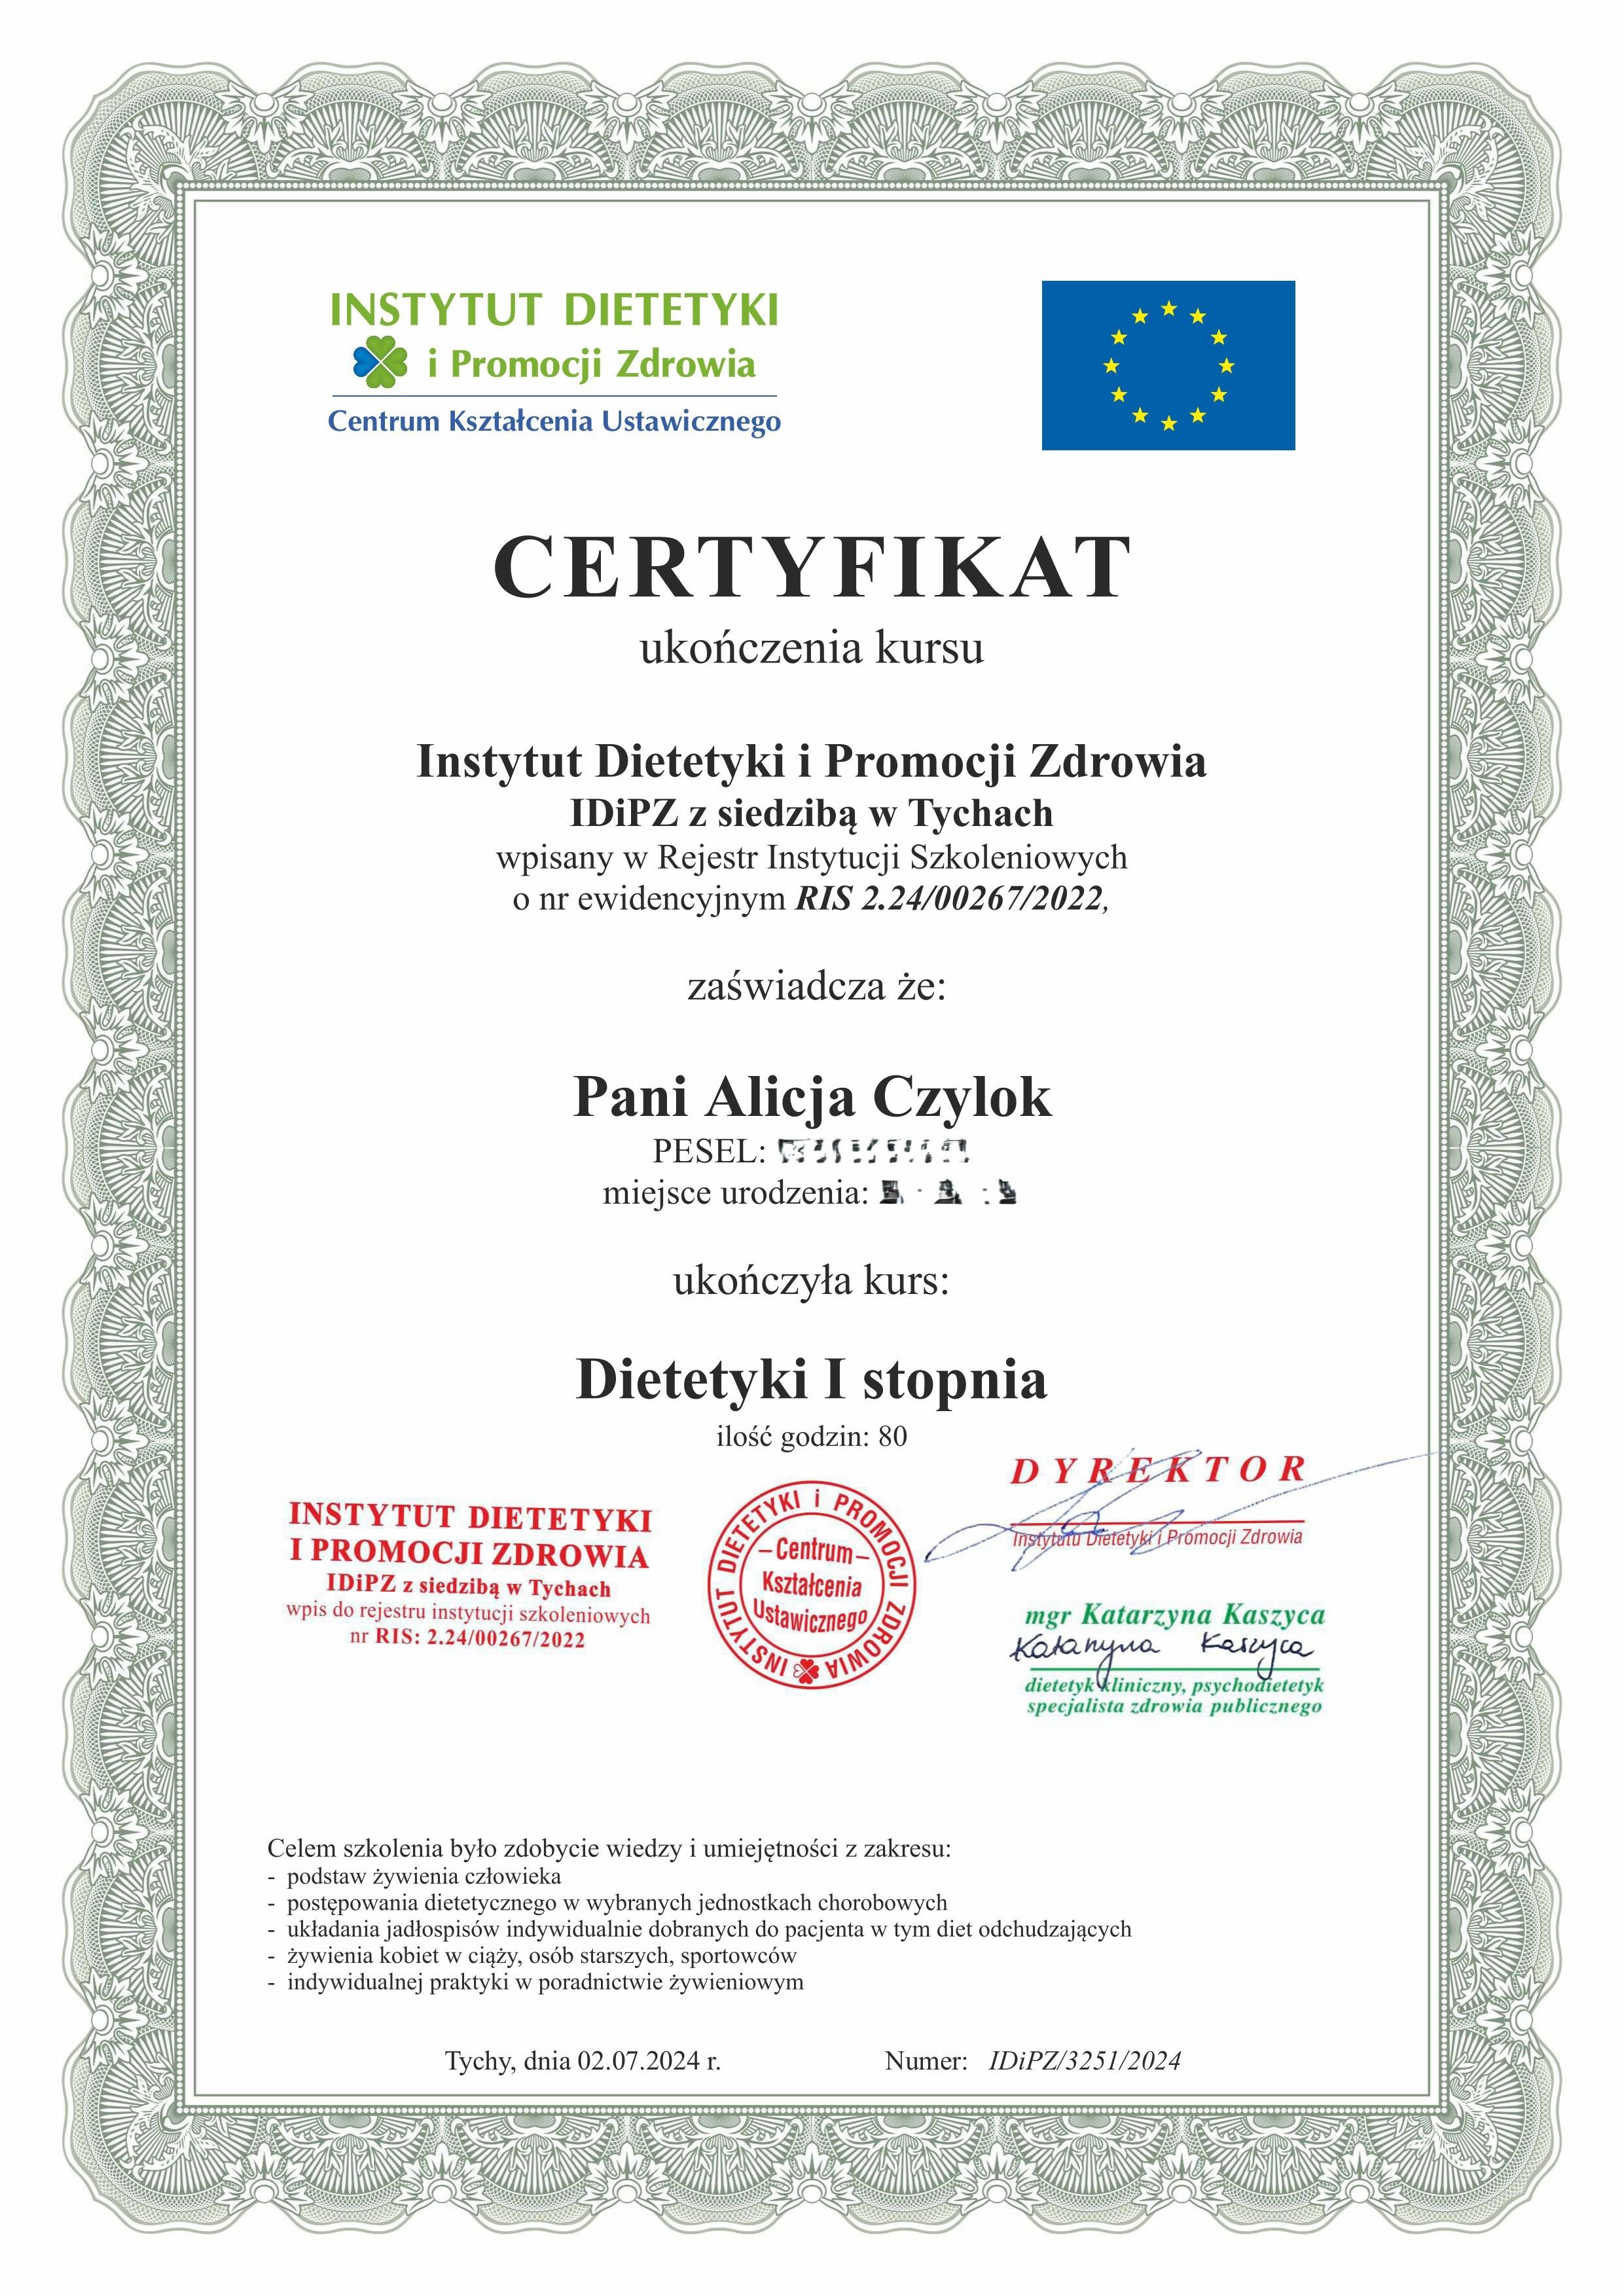 INSTYTUT DIETETYKI
i Promocji Zdrowia
Centrum Kształcenia Ustawicznego
CERTYFIKAT
ukończenia kursu
Instytut Dietetyki i Promocji Zdrowia
IDiPZ z siedzibą w Tychach
wpisany w Rejestr Instytucji Szkoleniowych
o nr ewidencyjnym RIS 2.24/00267/2022,
zaświadcza że:
Pani Alicja Czylok
PESEL:
miejsce urodzenia:
ukończyła kurs:
Dietetyki I stopnia
ilość godzin: 80
INSTYTUT DIETETYKI
I PROMOCJI ZDROWIA
IDiPZ z siedzibą w Tychach
wpis do rejestru instytucji szkoleniowych
nr RIS: 2.24/00267/2022
INSTYTUT DIETETYKI i PROMOCJI ZDROWIA
– Centrum –
Kształcenia
Ustawicznego
DYREKTOR
Instytutu Dietetyki i Promocji Zdrowia
mgr Katarzyna Kaszyca
Katarzyna Kaszyca
dietetyk kliniczny, psychodietetyk
specjalista zdrowia publicznego
Celem szkolenia było zdobycie wiedzy i umiejętności z zakresu:
- podstaw żywienia człowieka
- postępowania dietetycznego w wybranych jednostkach chorobowych
- układania jadłospisów indywidualnie dobranych do pacjenta w tym diet odchudzających
- żywienia kobiet w ciąży, osób starszych, sportowców
- indywidualnej praktyki w poradnictwie żywieniowym
Tychy, dnia 02.07.2024 r. Numer: IDiPZ/3251/2024